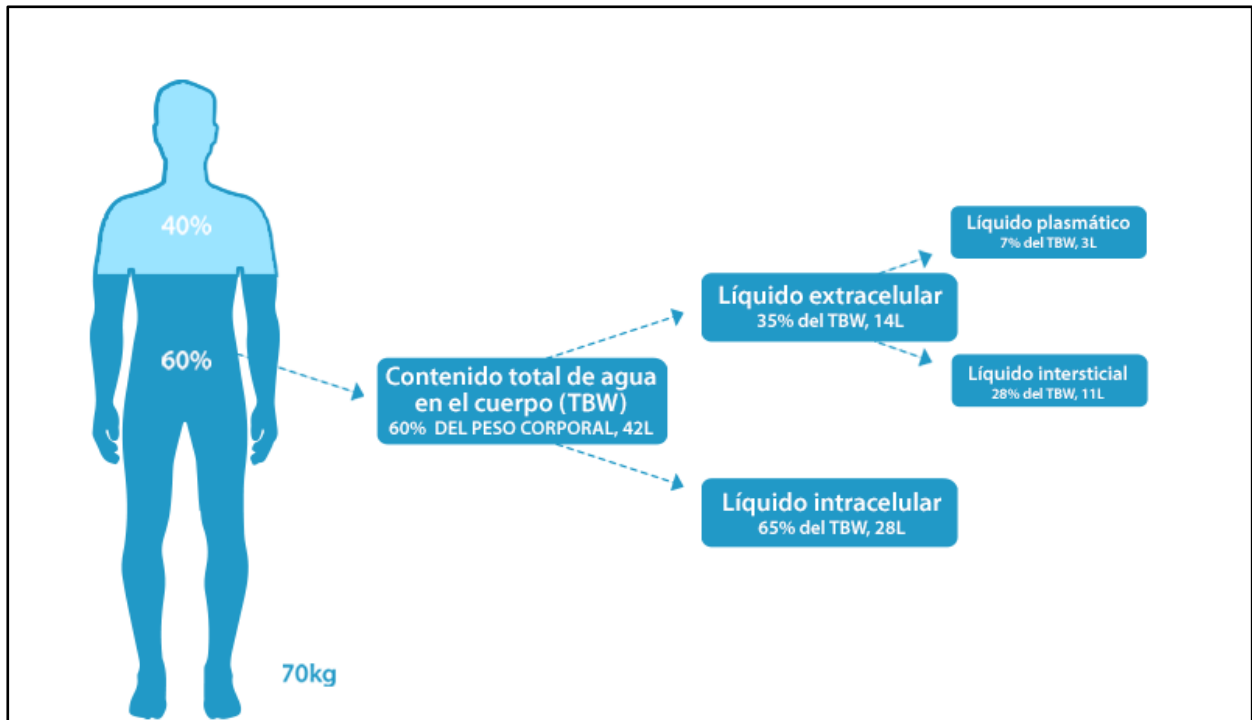 40%
60%
70kg
Contenido total de agua
en el cuerpo (TBW)
60% DEL PESO CORPORAL, 42L
Líquido extracelular
35% del TBW, 14L
Líquido plasmático
7% del TBW, 3L
Líquido intersticial
28% del TBW, 11L
Líquido intracelular
65% del TBW, 28L